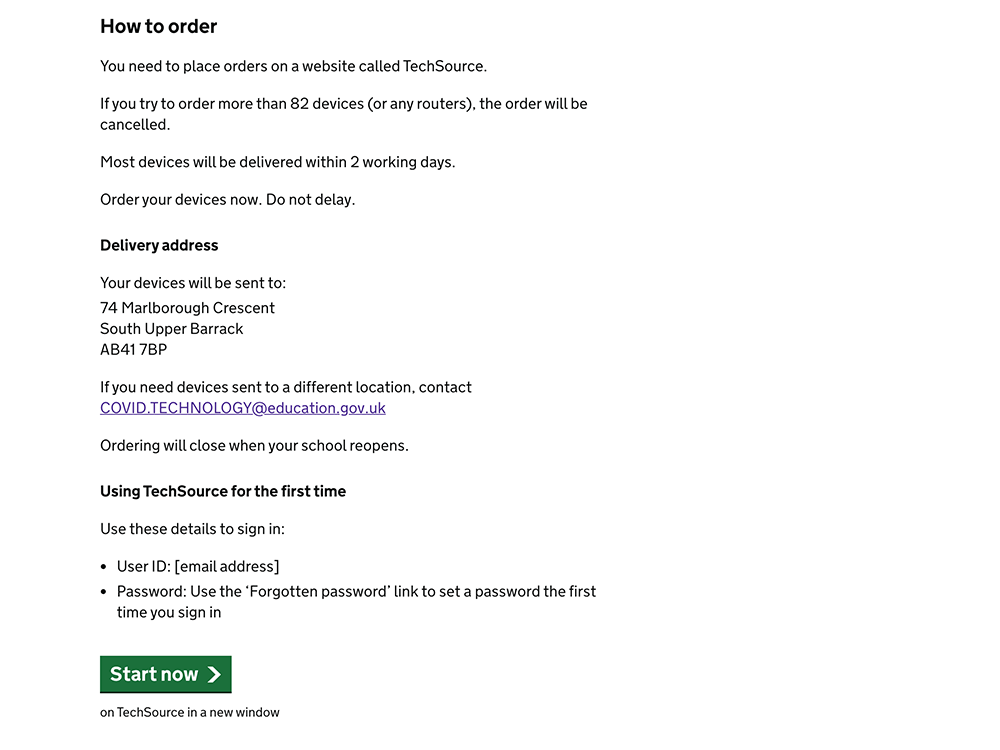 How to order
You need to place orders on a website called TechSource.
If you try to order more than 82 devices (or any routers), the order will be
cancelled.
Most devices will be delivered within 2 working days.
Order your devices now. Do not delay.
Delivery address
Your devices will be sent to:
74 Marlborough Crescent
South Upper Barrack
AB41 7BP
If you need devices sent to a different location, contact
COVID.TECHNOLOGY@education.gov.uk
Ordering will close when your school reopens.
Using TechSource for the first time
Use these details to sign in:
• User ID: [email address]
• Password: Use the ‘Forgotten password’ link to set a password the first
time you sign in
Start now
on TechSource in a new window